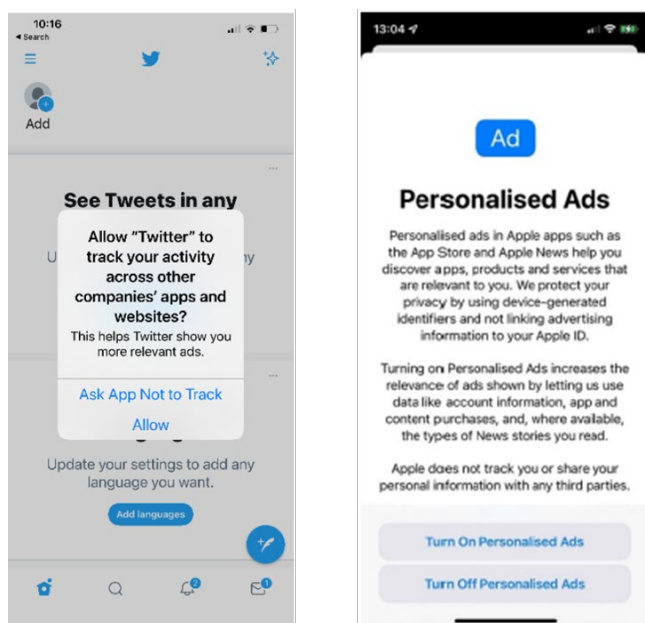 10:16
Search
Add
See Tweets in any
U
ny
Allow "Twitter" to
track your activity
across other
companies' apps and
websites?
This helps Twitter show you
more relevant ads.
Ask App Not to Track
Allow
Update your settings to add any
language you want.
Add languages
2
1
13:04
Ad
Personalised Ads
Personalised ads in Apple apps such as
the App Store and Apple News help you
discover apps, products and services that
are relevant to you. We protect your
privacy by using device-generated
identifiers and not linking advertising
information to your Apple ID.
Turning on Personalised Ads increases the
relevance of ads shown by letting us use
data like account information, app and
content purchases, and, where available,
the types of News stories you read.
Apple does not track you or share your
personal information with any third parties.
Turn On Personalised Ads
Turn Off Personalised Ads